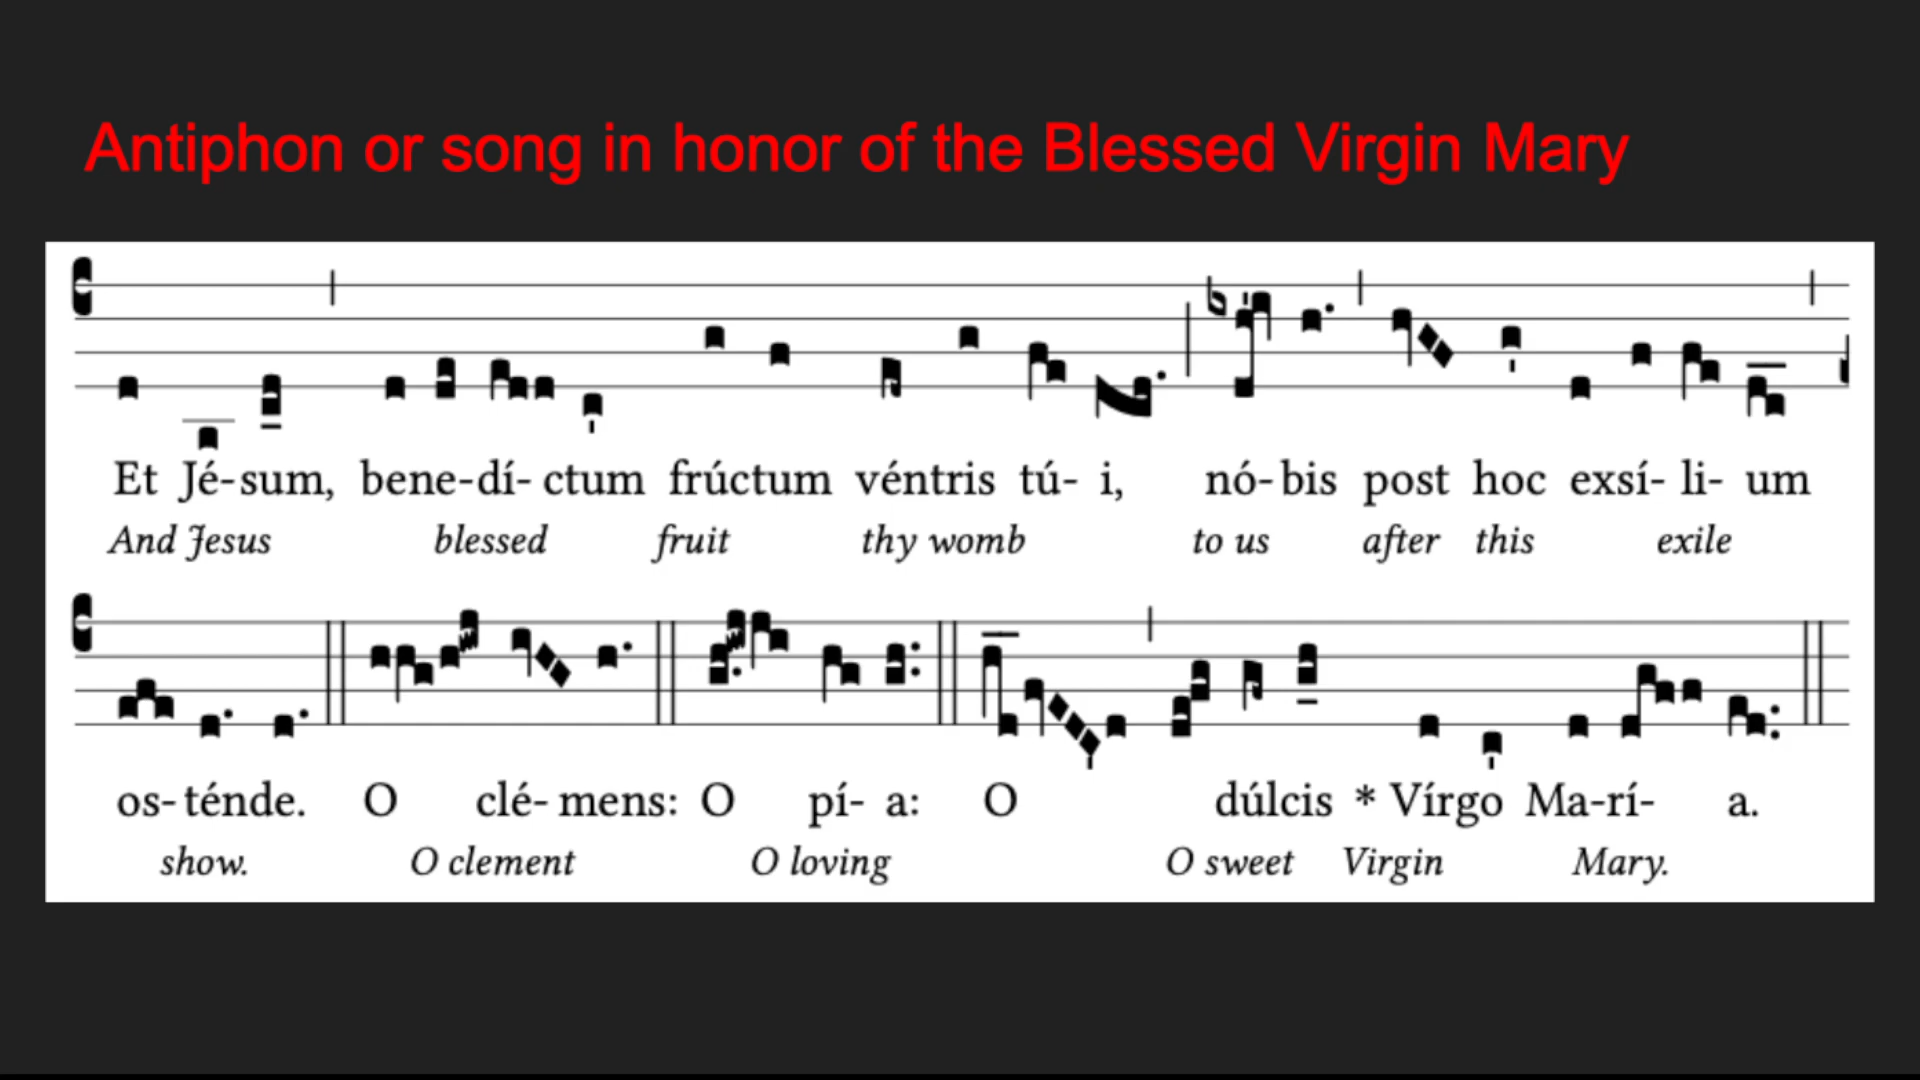 Antiphon or song in honor of the Blessed Virgin Mary
Et Jé-sum, bene-dí-ctum frúctum véntris tú-i, nó-bis post hoc exsí-li-um
And Jesus blessed fruit thy womb to us after this exile
os-ténde. O clé-mens: O pí-a: O dúlcis * Vírgo Ma-rí-a.
show. O clement O loving O sweet Virgin Mary.